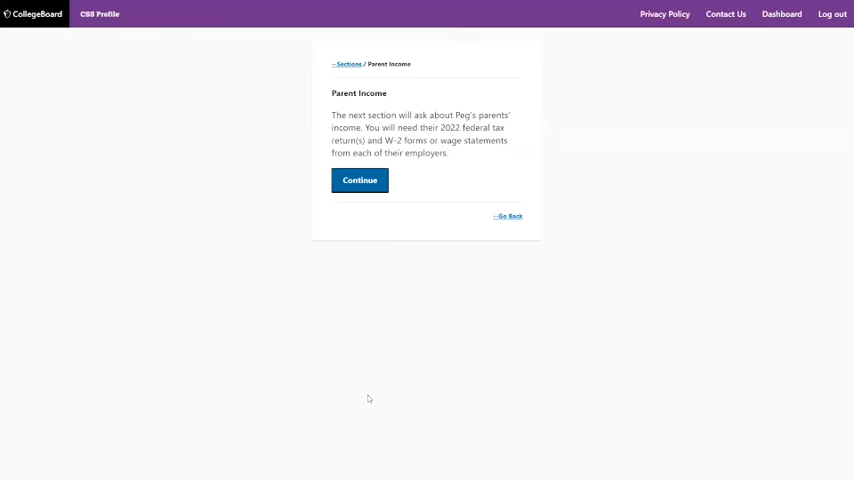 CollegeBoard CSS Profile Privacy Policy Contact Us Dashboard Log out
←Sections / Parent Income
Parent Income
The next section will ask about Peg's parents'
income. You will need their 2022 federal tax
return(s) and W-2 forms or wage statements
from each of their employers.
Continue
←Go Back